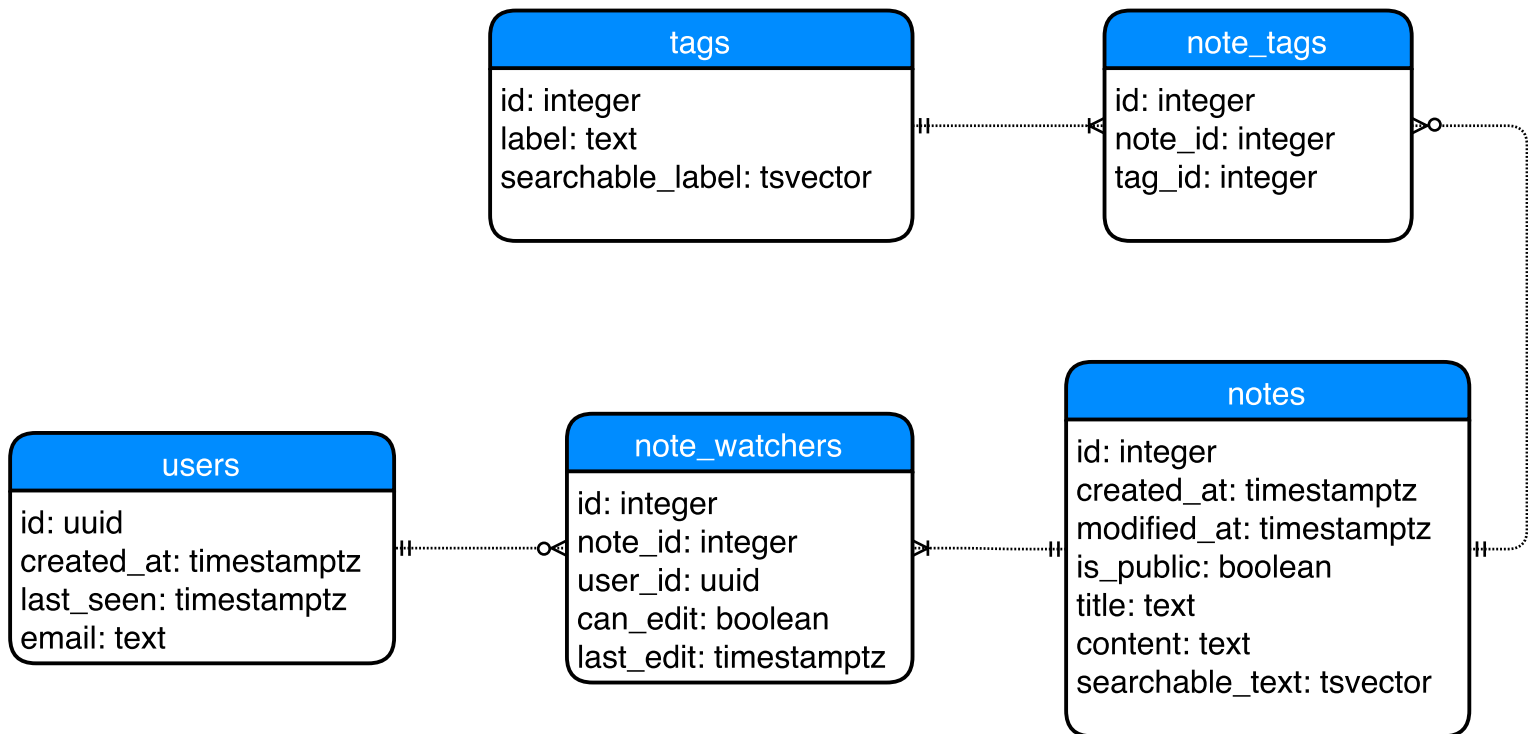 tags
id: integer
label: text
searchable_label: tsvector
note_tags
id: integer
note_id: integer
tag_id: integer
users
id: uuid
created_at: timestamptz
last_seen: timestamptz
email: text
note_watchers
id: integer
note_id: integer
user_id: uuid
can_edit: boolean
last_edit: timestamptz
notes
id: integer
created_at: timestamptz
modified_at: timestamptz
is_public: boolean
title: text
content: text
searchable_text: tsvector